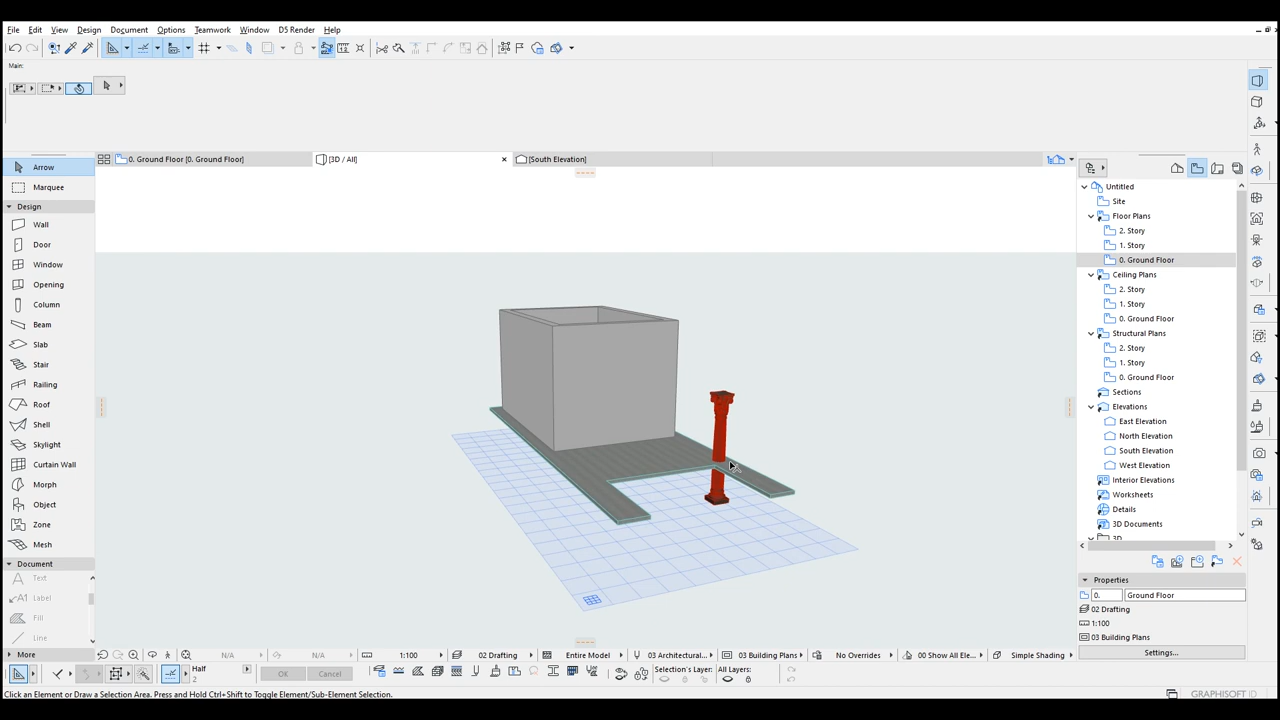 File Edit View Design Document Options Teamwork Window D5 Render Help
Main:
0. Ground Floor [0. Ground Floor]
[3D / All]
[South Elevation]
Arrow
Marquee
Design
Wall
Door
Window
Opening
Column
Beam
Slab
Stair
Railing
Roof
Shell
Skylight
Curtain Wall
Morph
Object
Zone
Mesh
Document
Text
Label
Fill
Line
More
Untitled
Site
Floor Plans
2. Story
1. Story
0. Ground Floor
Ceiling Plans
2. Story
1. Story
0. Ground Floor
Structural Plans
2. Story
1. Story
0. Ground Floor
Sections
Elevations
East Elevation
North Elevation
South Elevation
West Elevation
Interior Elevations
Worksheets
Details
3D Documents
3D
Properties
0. Ground Floor
02 Drafting
1:100
03 Building Plans
Settings...
N/A N/A 1:100 02 Drafting Entire Model 03 Architectural... 03 Building Plans No Overrides 00 Show All Ele... Simple Shading
Half
2
OK Cancel
Selection's Layer:
All Layers:
Click an Element or Draw a Selection Area. Press and Hold Ctrl+Shift to Toggle Element/Sub-Element Selection.
GRAPHISOFT ID